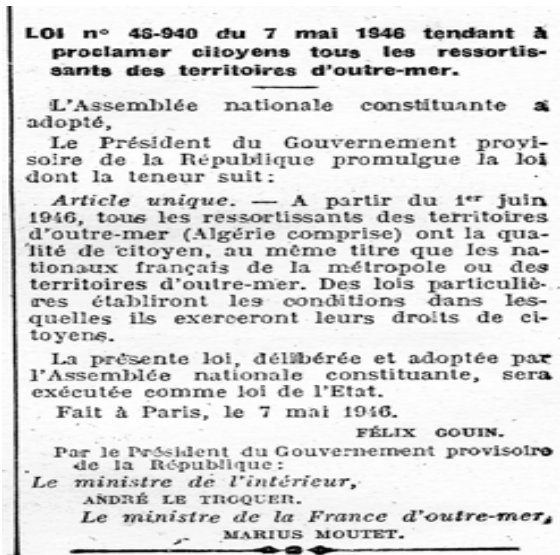 LOI nº 46-940 du 7 mai 1946 tendant à
proclamer citoyens tous les ressortis-
sants des territoires d'outre-mer.
L'Assemblée nationale constituante a
adopté,
Le Président du Gouvernement provi-
soire de la République promulgue la loi
dont la teneur suit :
Article unique. — A partir du 1er juin
1946, tous les ressortissants des territoires
d'outre-mer (Algérie comprise) ont la qua-
lité de citoyen, au même titre que les na-
tionaux français de la métropole ou des
territoires d'outre-mer. Des lois particuliè-
res établiront les conditions dans les-
quelles ils exerceront leurs droits de ci-
toyens.
La présente loi, délibérée et adoptée par
l'Assemblée nationale constituante, sera
exécutée comme loi de l'Etat.
Fait à Paris, le 7 mai 1946.
FÉLIX GOUIN.
Par le Président du Gouvernement provisoire
de la République :
Le ministre de l'intérieur,
ANDRÉ LE TROQUER.
Le ministre de la France d'outre-mer,
MARIUS MOUTET.